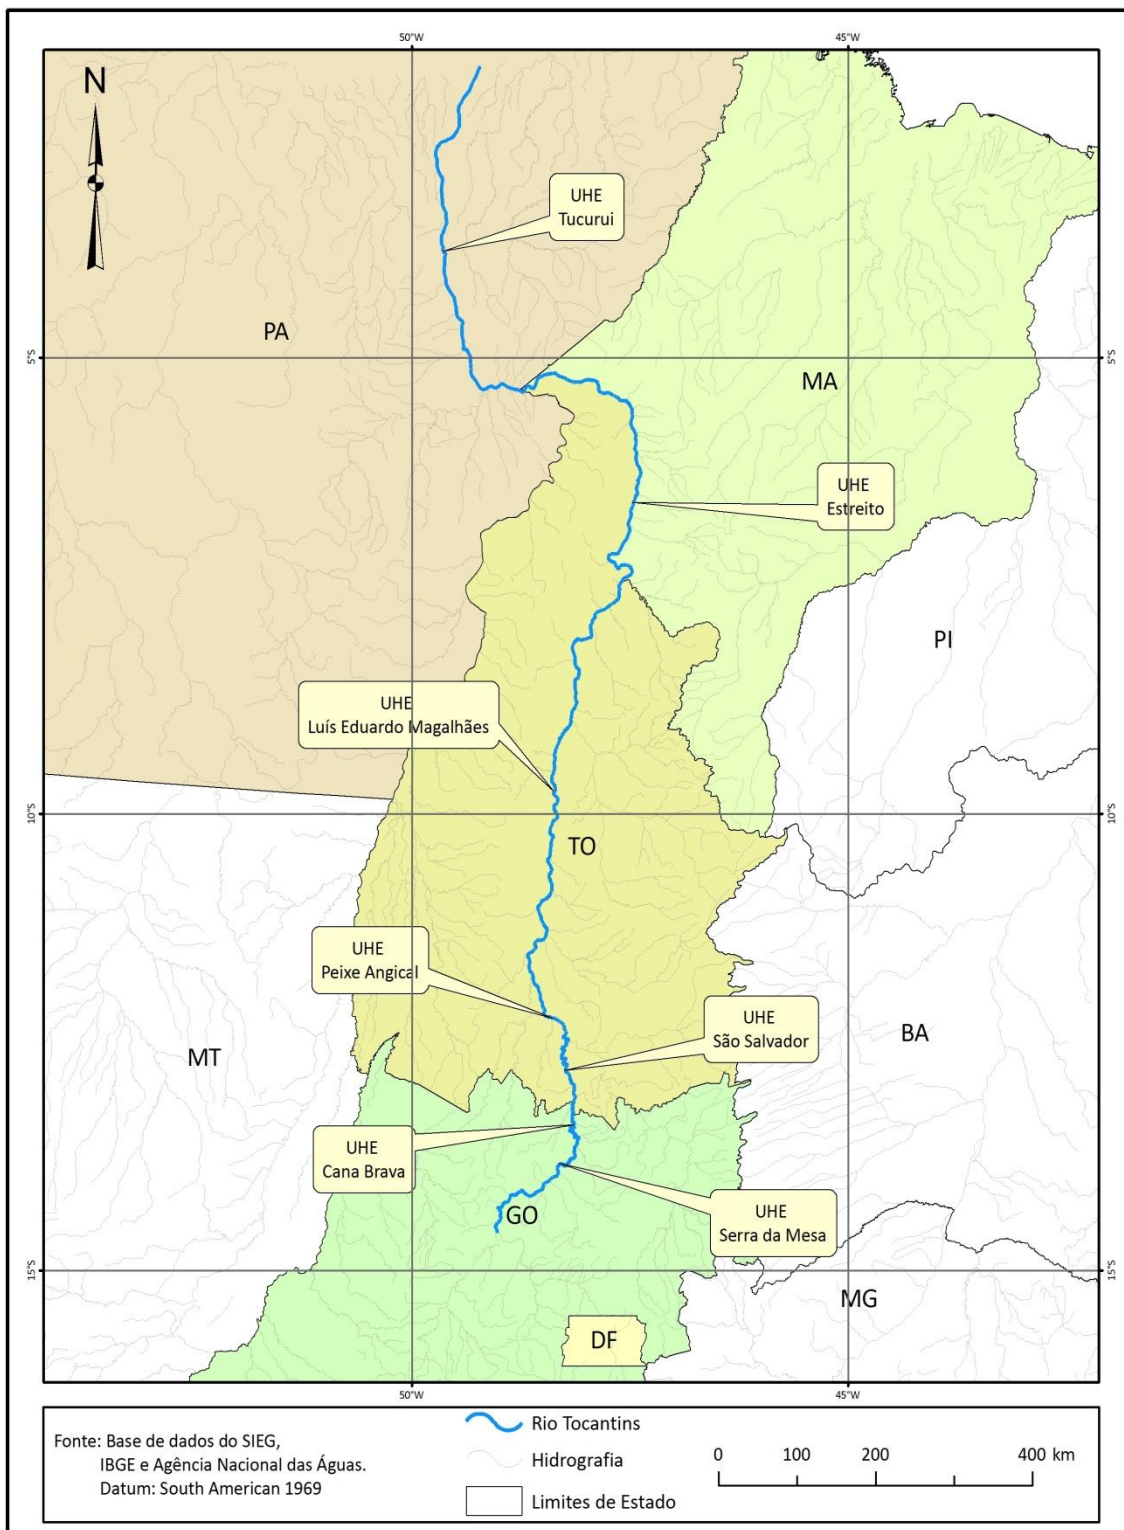 50°W
45°W
N
UHE
Tucurui
PA
5°S
5°S
MA
UHE
Estreito
PI
UHE
Luís Eduardo Magalhães
10°S
10°S
TO
UHE
Peixe Angical
UHE
São Salvador
BA
MT
UHE
Cana Brava
UHE
Serra da Mesa
GO
15°S
15°S
MG
DF
50°W
45°W
Fonte: Base de dados do SIEG,
IBGE e Agência Nacional das Águas.
Datum: South American 1969
Rio Tocantins
Hidrografia
Limites de Estado
0 100 200 400 km